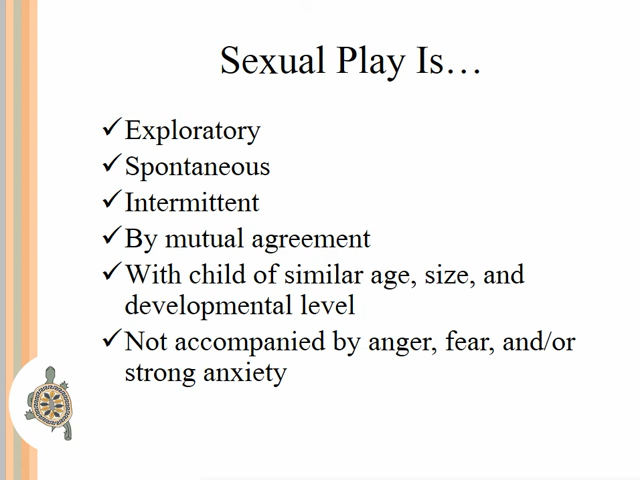 Sexual Play Is…
✓Exploratory
✓Spontaneous
✓Intermittent
✓By mutual agreement
✓With child of similar age, size, and
developmental level
✓Not accompanied by anger, fear, and/or
strong anxiety